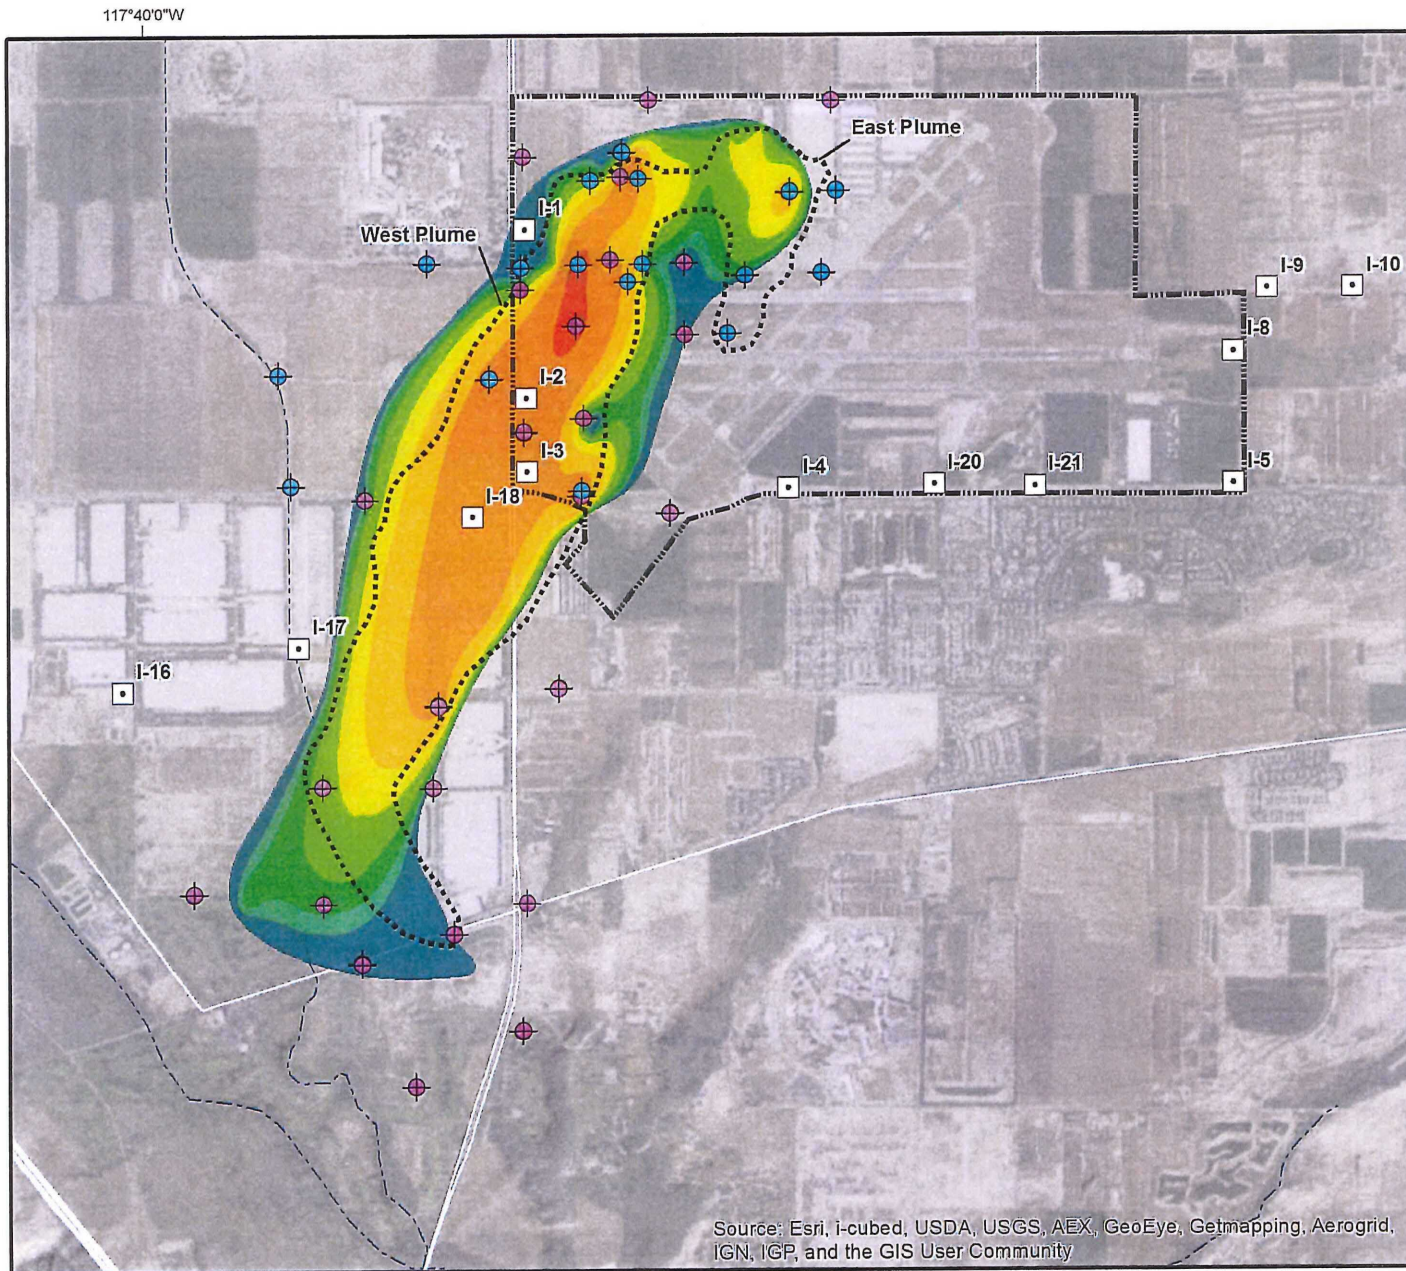 117°40'0"W
East Plume
I-1
West Plume
I-9
I-10
I-8
I-2
I-3
I-4
I-20
I-21
I-5
I-18
I-17
I-16
Source: Esri, i-cubed, USDA, USGS, AEX, GeoEye, Getmapping, Aerogrid,
IGN, IGP, and the GIS User Community